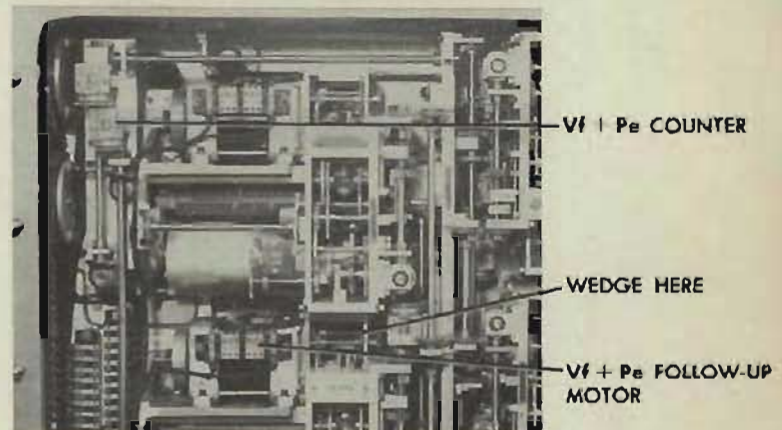 Vf + Pe COUNTER
WEDGE HERE
Vf + Pe FOLLOW-UP
MOTOR